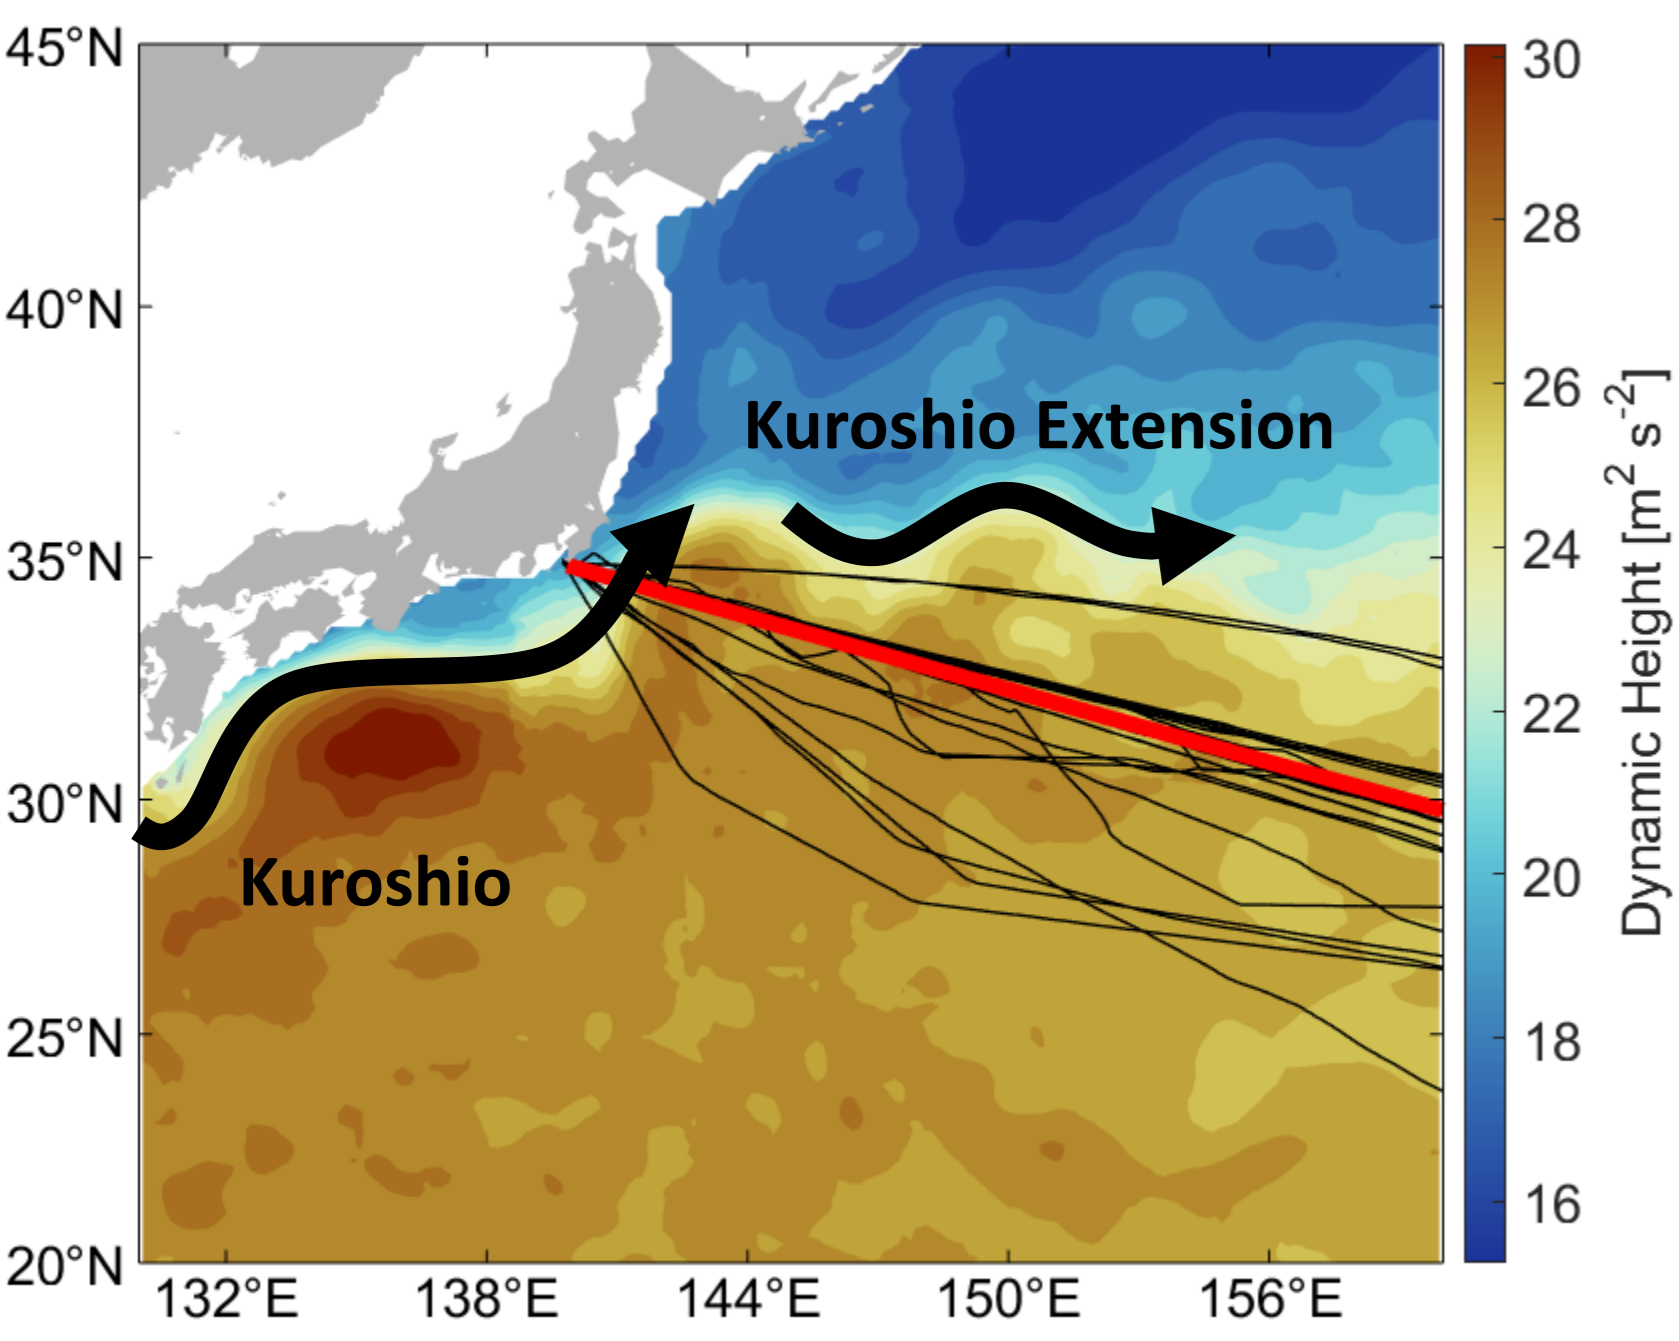 45°N
40°N
35°N
30°N
25°N
20°N
132°E
138°E
144°E
150°E
156°E
Kuroshio Extension
Kuroshio
30
28
26
24
22
20
18
16
Dynamic Height [m² s⁻²]